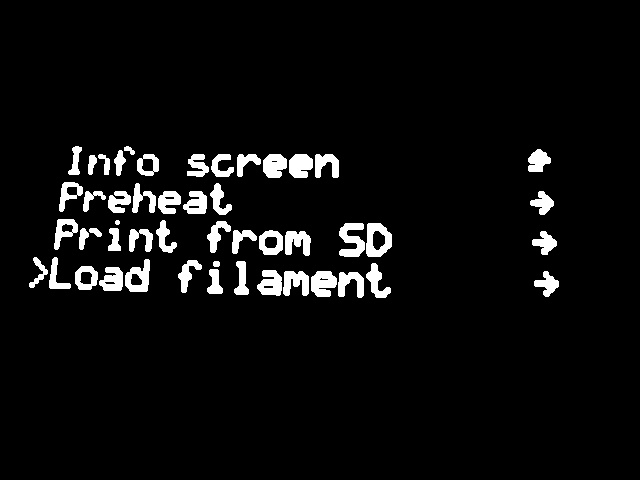 Info screen ↑
Preheat →
Print from SD →
>Load filament →